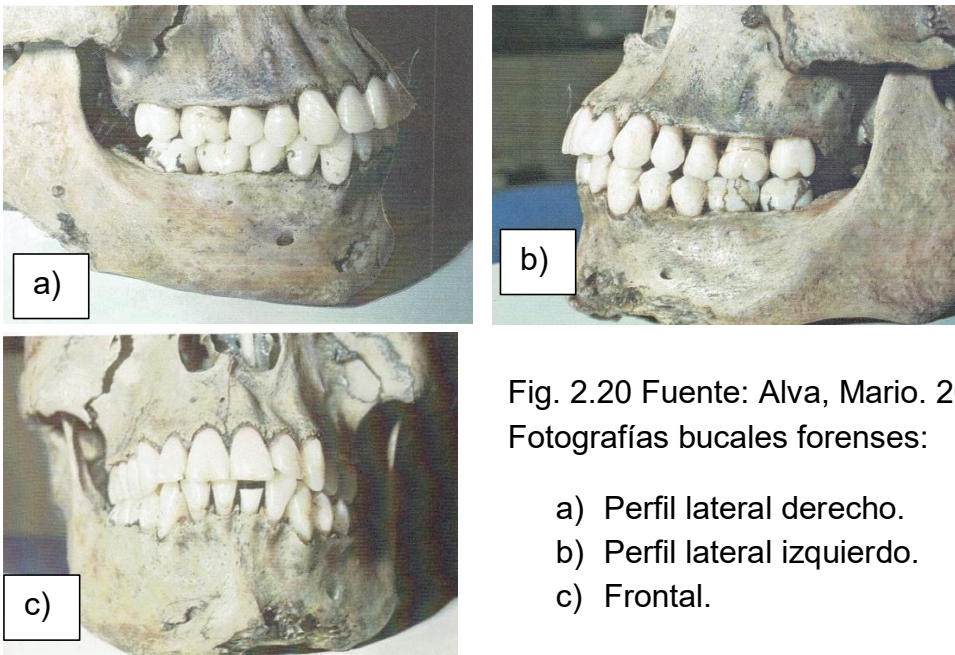 a)
b)
c)
Fig. 2.20 Fuente: Alva, Mario.
Fotografías bucales forenses:
a) Perfil lateral derecho.
b) Perfil lateral izquierdo.
c) Frontal.